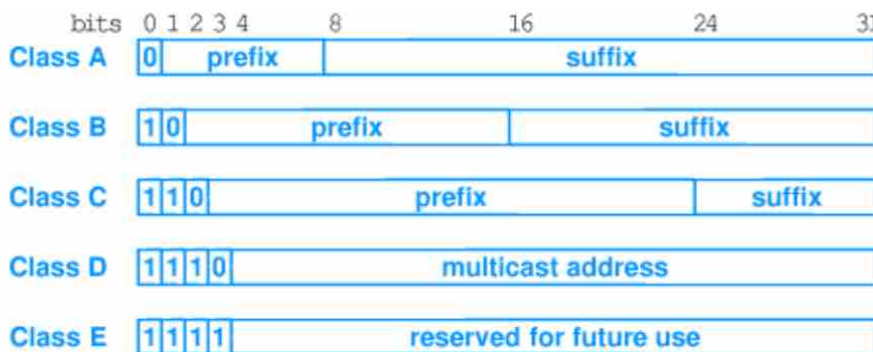 bits 0 1 2 3 4 8 16 24 31
Class A 0 prefix suffix
Class B 1 0 prefix suffix
Class C 1 1 0 prefix suffix
Class D 1 1 1 0 multicast address
Class E 1 1 1 1 reserved for future use